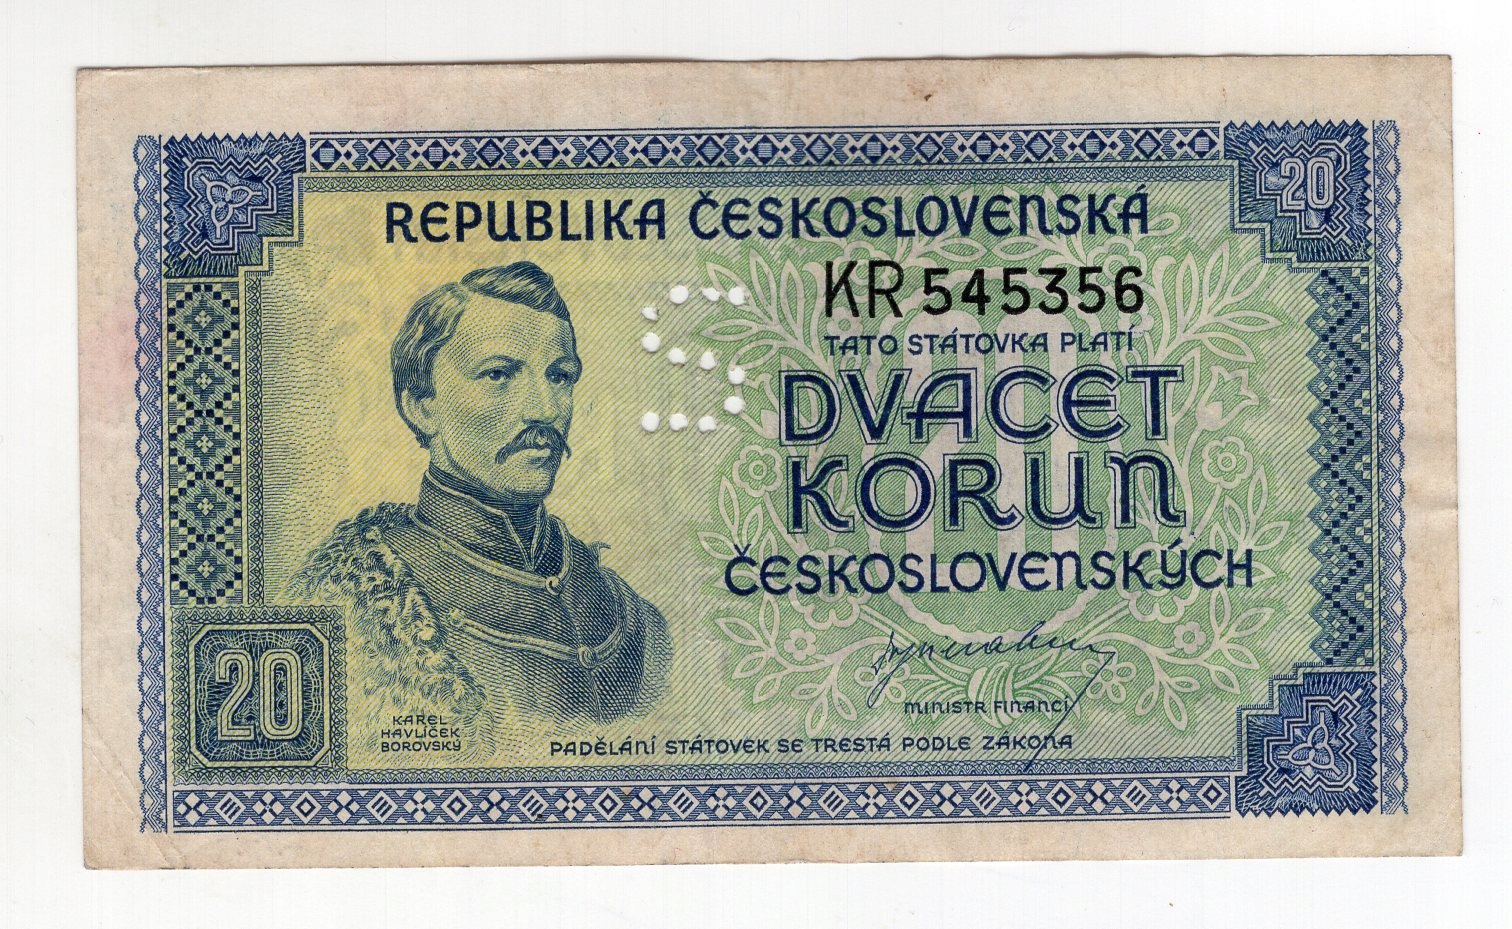 20
REPUBLIKA ČESKOSLOVENSKÁ
KR 545356
TATO STÁTOVKA PLATÍ
DVACET
KORUN
ČESKOSLOVENSKÝCH
MINISTR FINANCÍ
20
KAREL
HAVLÍČEK
BOROVSKÝ
PADĚLÁNÍ STÁTOVEK SE TRESTÁ PODLE ZÁKONA
S